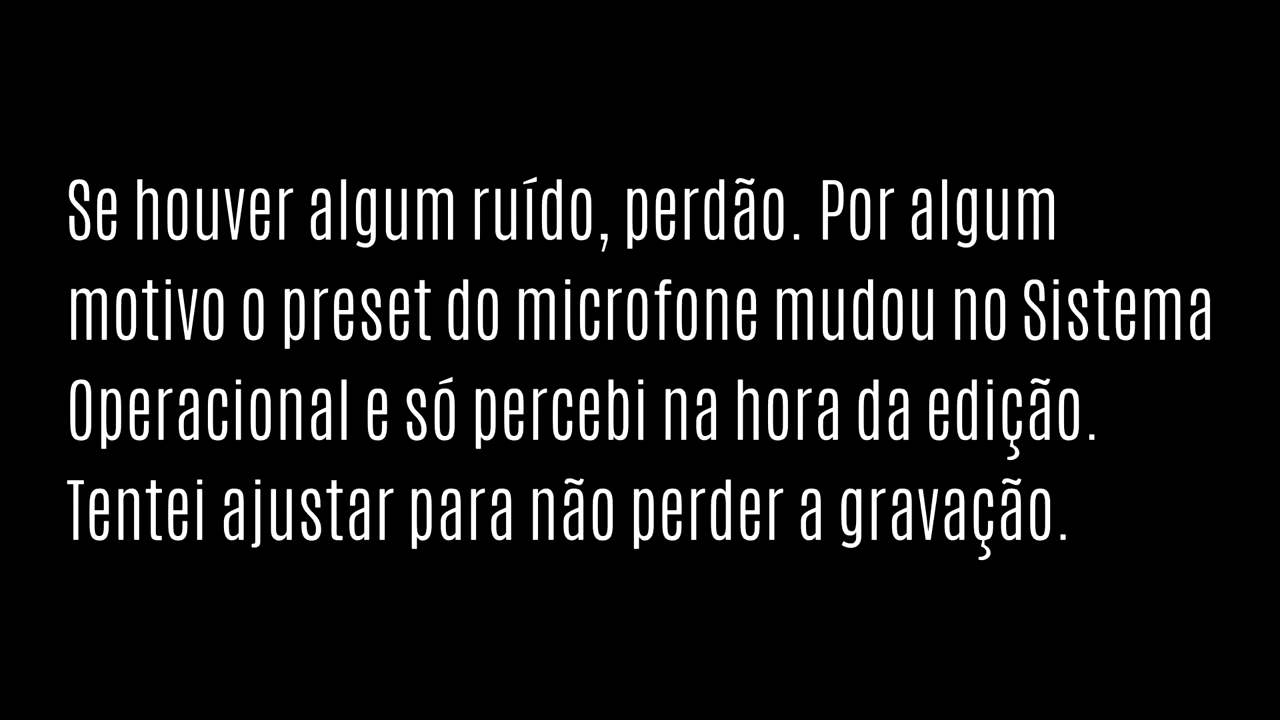 Se houver algum ruído, perdão. Por algum
motivo o preset do microfone mudou no Sistema
Operacional e só percebi na hora da edição.
Tentei ajustar para não perder a gravação.